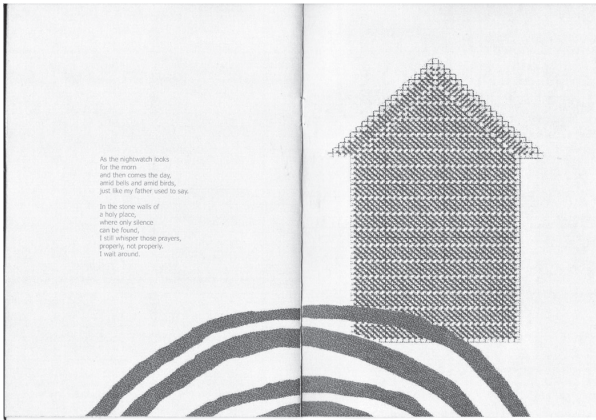 As the nightwatch looks
for the morn
and then comes the day,
amid bells and amid birds,
just like my father used to say.
In the stone walls of
a holy place,
where only silence
can be found,
I still whisper those prayers,
properly, not properly.
I wait around.